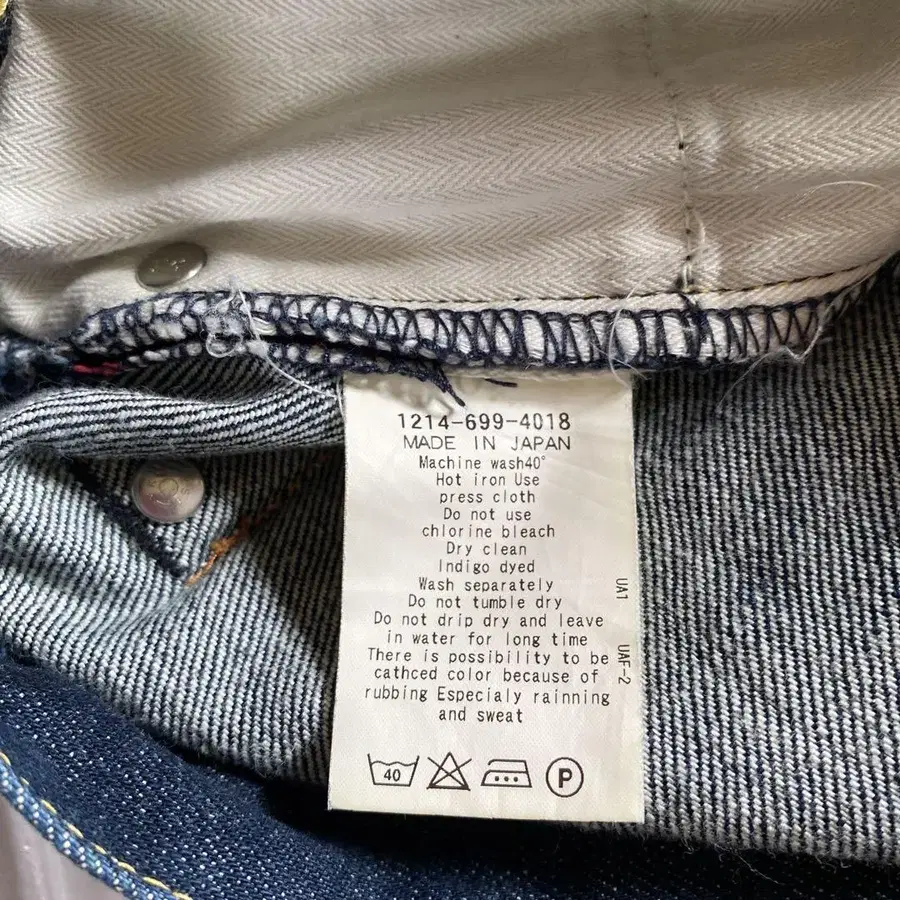 1214-699-4018
MADE IN JAPAN
Machine wash40°
Hot iron Use
press cloth
Do not use
chlorine bleach
Dry clean
Indigo dyed
Wash separately
Do not tumble dry
Do not drip dry and leave
in water for long time
There is possibility to be
cathced color because of
rubbing Especialy rainning
and sweat
UA1
UAF-2
40
P